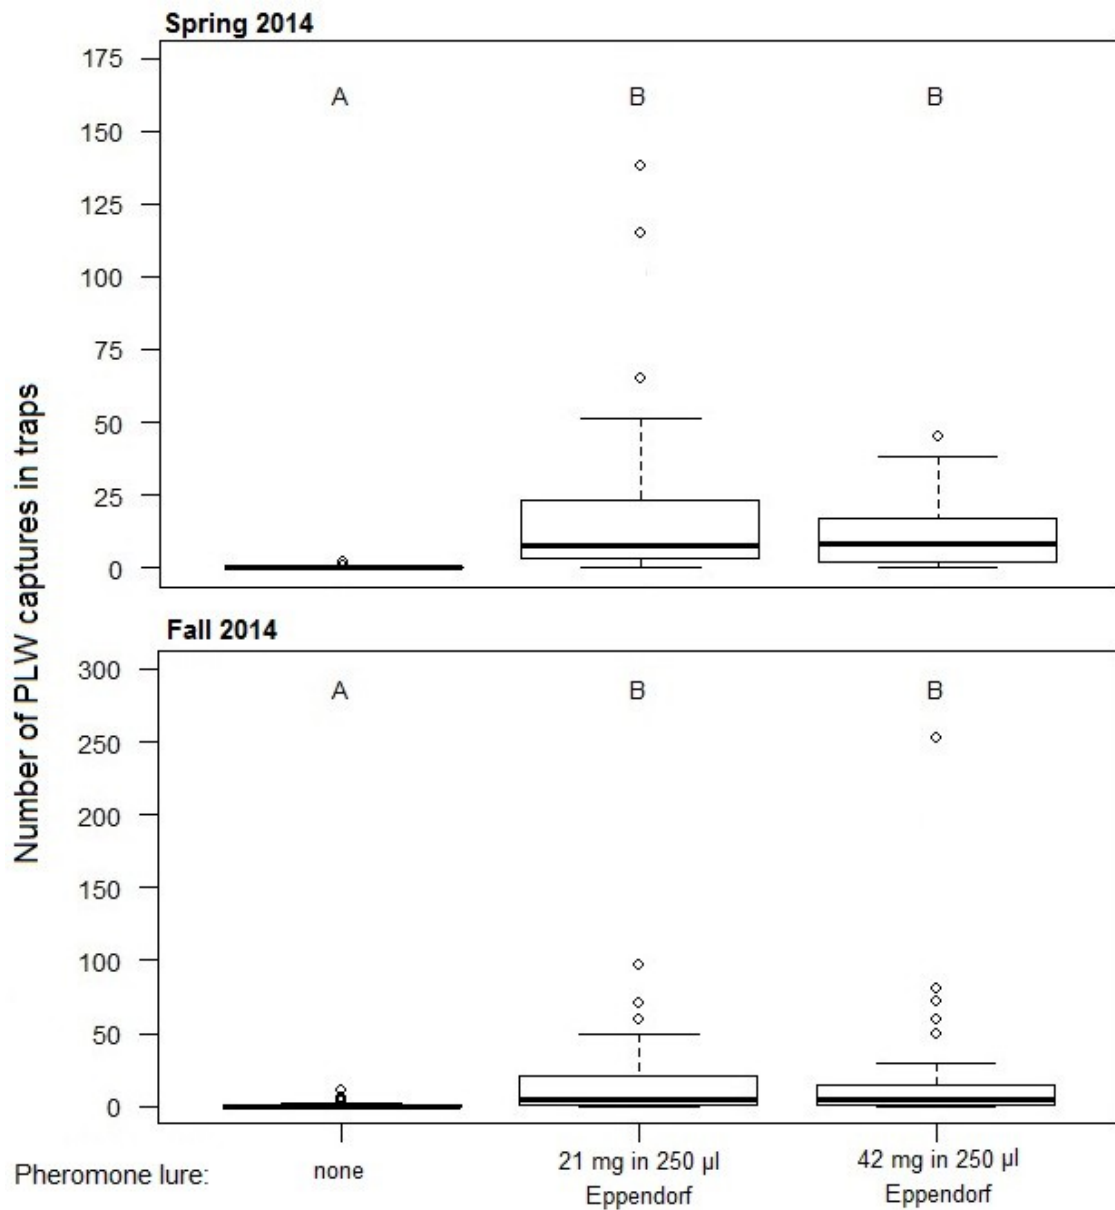 Spring 2014
175
A
B
B
150
125
100
75
50
25
0
Number of PLW captures in traps
Fall 2014
300
A
B
B
250
200
150
100
50
0
Pheromone lure:
none
21 mg in 250 µl
Eppendorf
42 mg in 250 µl
Eppendorf